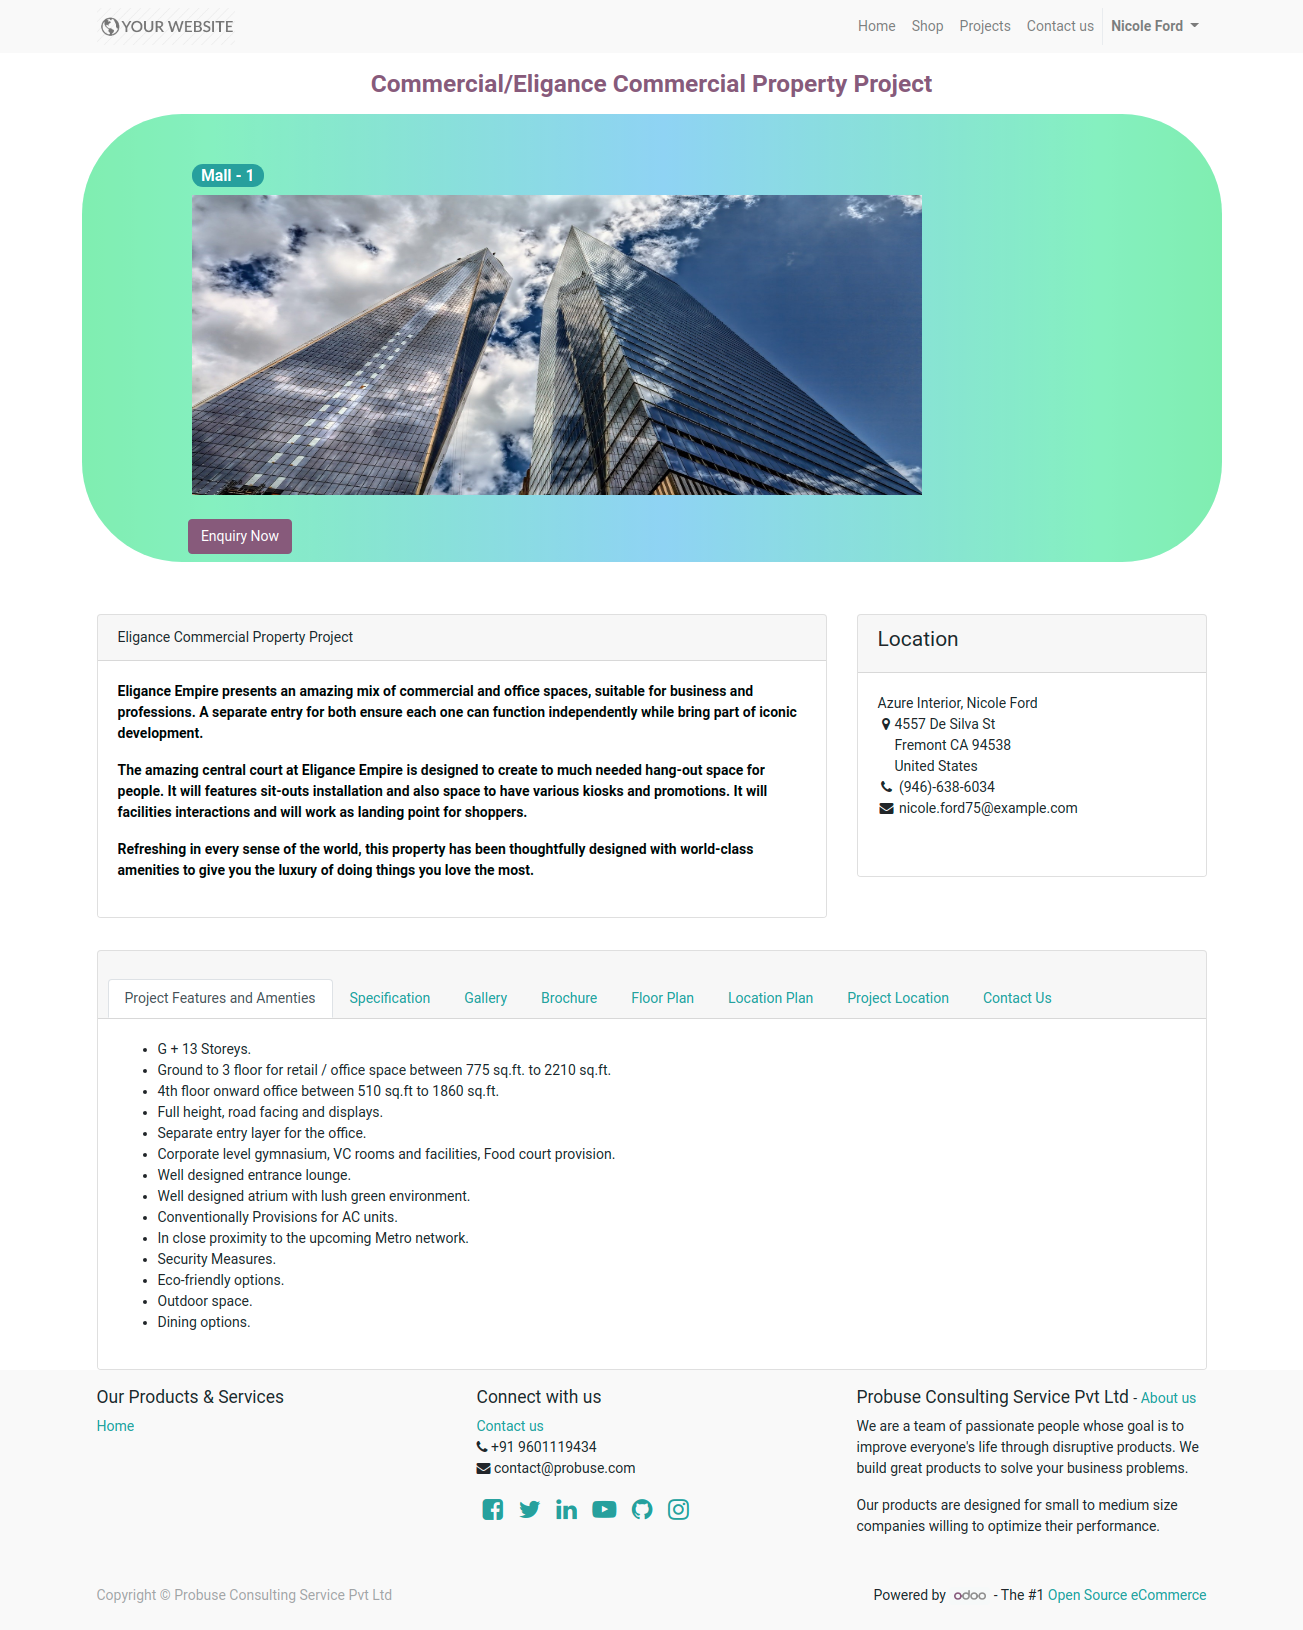 YOUR WEBSITE
Home Shop Projects Contact us Nicole Ford
Commercial/Eligance Commercial Property Project
Mall - 1
Enquiry Now
Eligance Commercial Property Project
Eligance Empire presents an amazing mix of commercial and office spaces, suitable for business and
professions. A separate entry for both ensure each one can function independently while bring part of iconic
development.
The amazing central court at Eligance Empire is designed to create to much needed hang-out space for
people. It will features sit-outs installation and also space to have various kiosks and promotions. It will
facilities interactions and will work as landing point for shoppers.
Refreshing in every sense of the world, this property has been thoughtfully designed with world-class
amenities to give you the luxury of doing things you love the most.
Location
Azure Interior, Nicole Ford
4557 De Silva St
Fremont CA 94538
United States
(946)-638-6034
nicole.ford75@example.com
Project Features and Amenties Specification Gallery Brochure Floor Plan Location Plan Project Location Contact Us
• G + 13 Storeys.
• Ground to 3 floor for retail / office space between 775 sq.ft. to 2210 sq.ft.
• 4th floor onward office between 510 sq.ft to 1860 sq.ft.
• Full height, road facing and displays.
• Separate entry layer for the office.
• Corporate level gymnasium, VC rooms and facilities, Food court provision.
• Well designed entrance lounge.
• Well designed atrium with lush green environment.
• Conventionally Provisions for AC units.
• In close proximity to the upcoming Metro network.
• Security Measures.
• Eco-friendly options.
• Outdoor space.
• Dining options.
Our Products & Services
Home
Connect with us
Contact us
+91 9601119434
contact@probuse.com
Probuse Consulting Service Pvt Ltd - About us
We are a team of passionate people whose goal is to
improve everyone's life through disruptive products. We
build great products to solve your business problems.
Our products are designed for small to medium size
companies willing to optimize their performance.
Copyright © Probuse Consulting Service Pvt Ltd
Powered by odoo - The #1 Open Source eCommerce